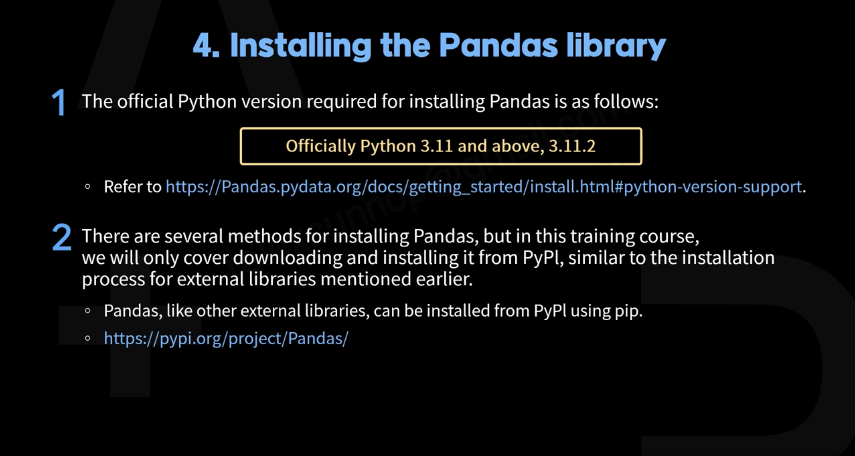 4. Installing the Pandas library
1 The official Python version required for installing Pandas is as follows:
Officially Python 3.11 and above, 3.11.2
◦ Refer to https://Pandas.pydata.org/docs/getting_started/install.html#python-version-support.
2 There are several methods for installing Pandas, but in this training course,
we will only cover downloading and installing it from PyPl, similar to the installation
process for external libraries mentioned earlier.
◦ Pandas, like other external libraries, can be installed from PyPl using pip.
◦ https://pypi.org/project/Pandas/